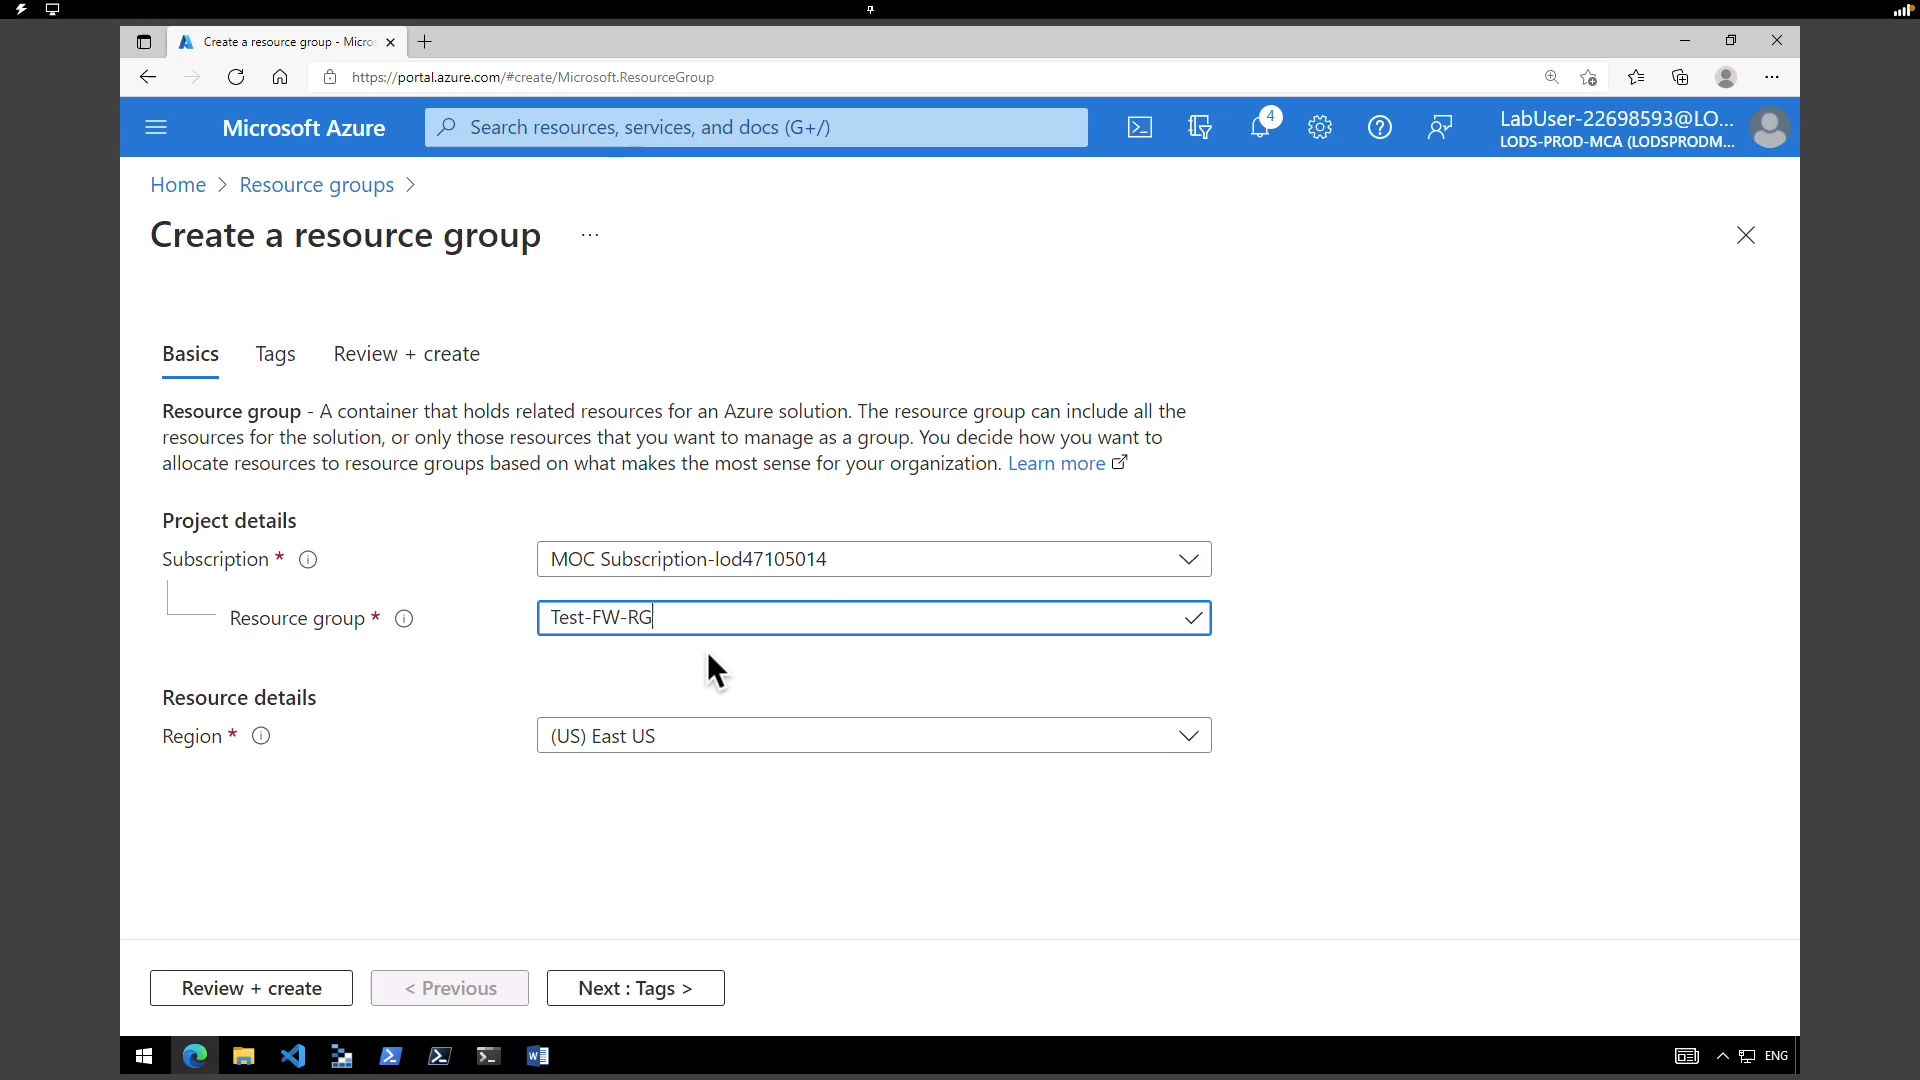 Create a resource group - Micro
https://portal.azure.com/#create/Microsoft.ResourceGroup
Microsoft Azure
Search resources, services, and docs (G+/)
4
LabUser-22698593@LO...
LODS-PROD-MCA (LODSPRODM...
Home > Resource groups >
Create a resource group ...
Basics Tags Review + create
Resource group - A container that holds related resources for an Azure solution. The resource group can include all the
resources for the solution, or only those resources that you want to manage as a group. You decide how you want to
allocate resources to resource groups based on what makes the most sense for your organization. Learn more
Project details
Subscription * MOC Subscription-lod47105014
Resource group * Test-FW-RG
Resource details
Region * (US) East US
Review + create < Previous Next : Tags >
ENG